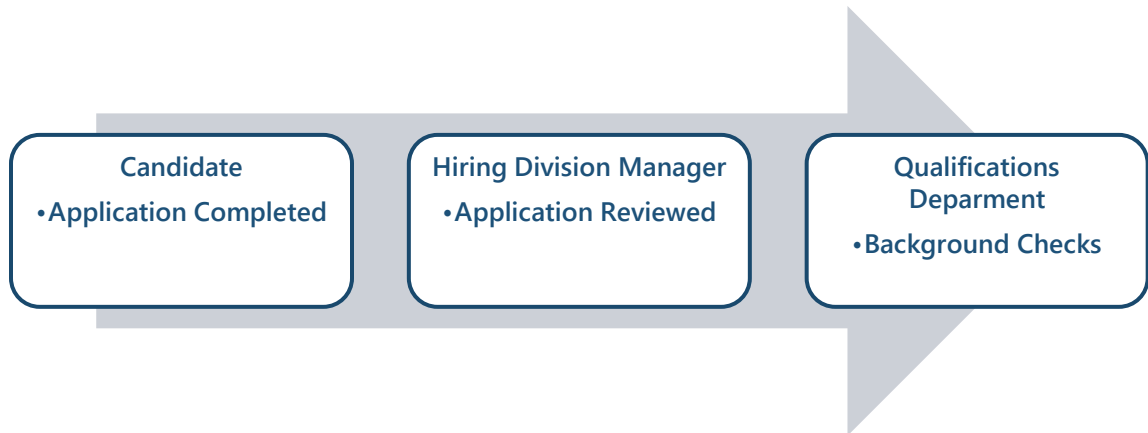 Candidate
•Application Completed
Hiring Division Manager
•Application Reviewed
Qualifications
Deparment
•Background Checks